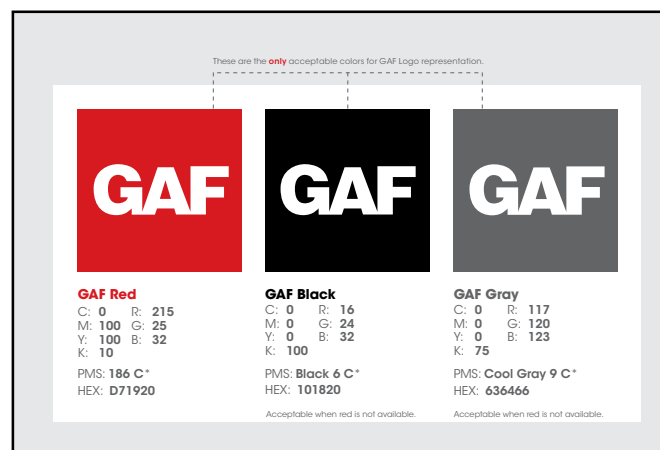 These are the only acceptable colors for GAF Logo representation.
GAF
GAF
GAF
GAF Red
C: 0 R: 215
M: 100 G: 25
Y: 100 B: 32
K: 10
PMS: 186 C*
HEX: D71920
GAF Black
C: 0 R: 16
M: 0 G: 24
Y: 0 B: 32
K: 100
PMS: Black 6 C*
HEX: 101820
Acceptable when red is not available.
GAF Gray
C: 0 R: 117
M: 0 G: 120
Y: 0 B: 123
K: 75
PMS: Cool Gray 9 C*
HEX: 636466
Acceptable when red is not available.